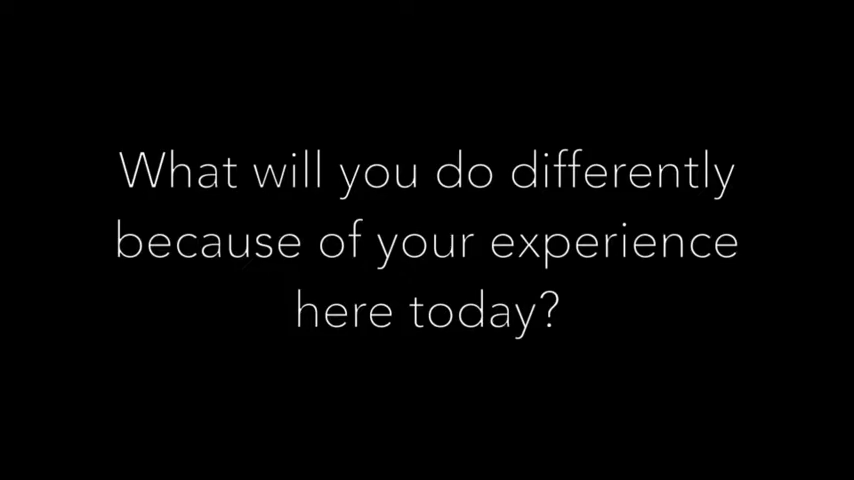 What will you do differently
because of your experience
here today?